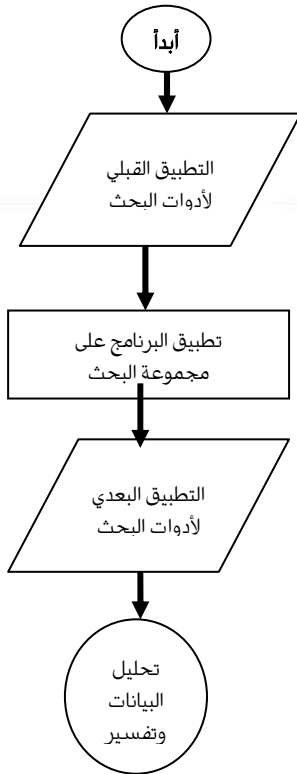 أبدأ
التطبيق القبلي
لأدوات البحث
تطبيق البرنامج على
مجموعة البحث
التطبيق البعدي
لأدوات البحث
تحليل
البيانات
وتفسير